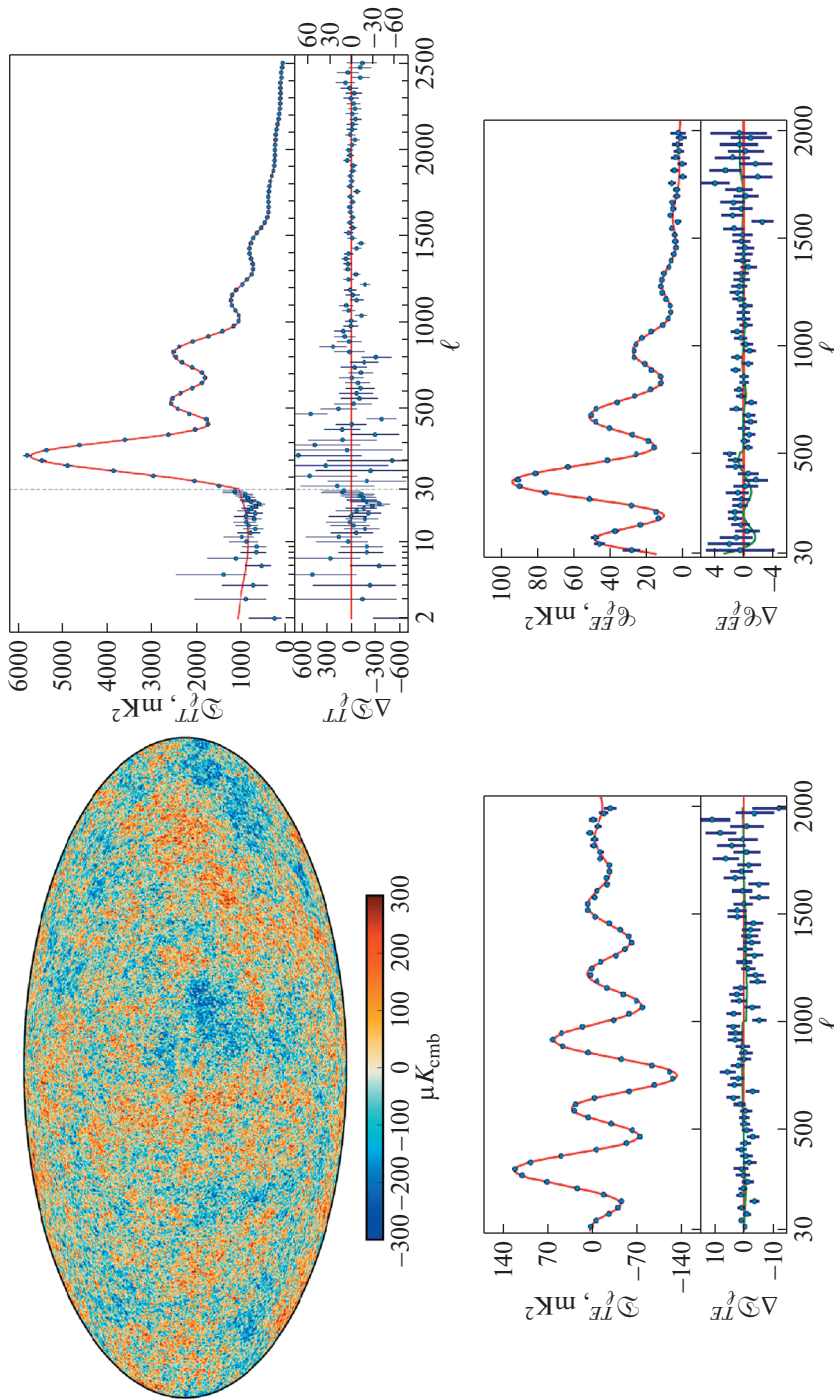 −300 −200 −100 0 100 200 300
μK_cmb
6000
5000
4000
3000
2000
1000
0
𝔇_ℓ^TT, mK²
600
300
0
−300
−600
Δ𝔇_ℓ^TT
60
30
0
−30
−60
2 10 30 500 1000 1500 2000 2500
ℓ
140
70
0
−70
−140
𝔇_ℓ^TE, mK²
10
0
−10
Δ𝔇_ℓ^TE
30 500 1000 1500 2000
ℓ
100
80
60
40
20
0
𝒞_ℓ^EE, mK²
4
0
−4
Δ𝒞_ℓ^EE
30 500 1000 1500 2000
ℓ